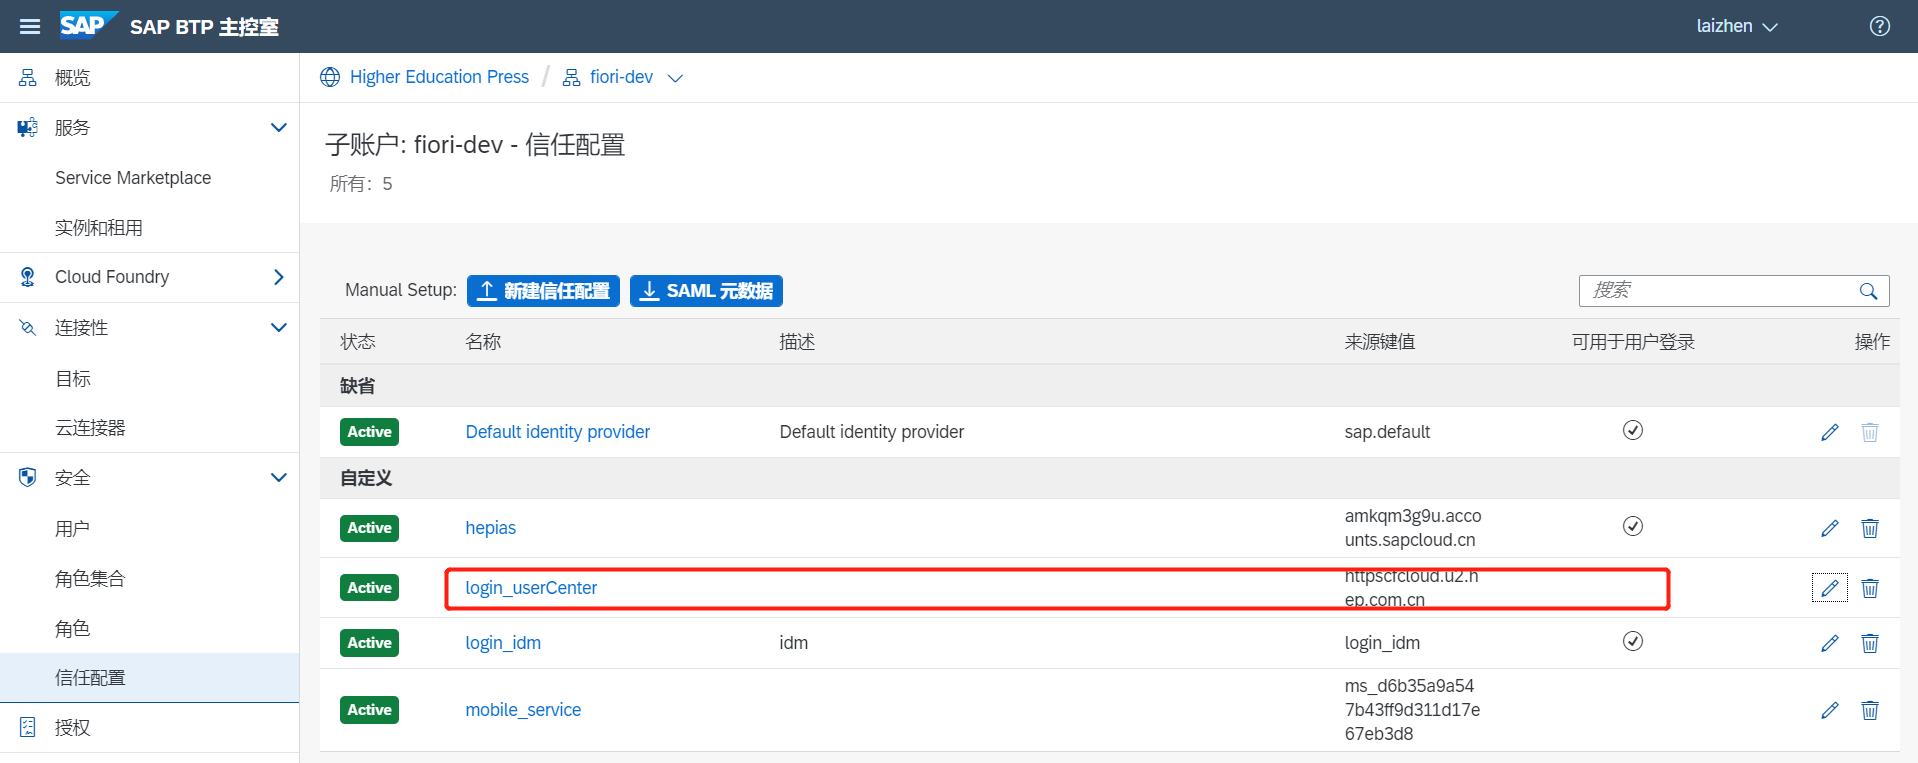 SAP SAP BTP 主控室
laizhen
概览
服务
Service Marketplace
实例和租用
Cloud Foundry
连接性
目标
云连接器
安全
用户
角色集合
角色
信任配置
授权
Higher Education Press / fiori-dev
子账户: fiori-dev - 信任配置
所有: 5
Manual Setup: 新建信任配置 SAML 元数据 搜索
状态 名称 描述 来源键值 可用于用户登录 操作
缺省
Active Default identity provider Default identity provider sap.default
自定义
Active hepias amkqm3g9u.acco
unts.sapcloud.cn
Active login_userCenter httpscfcloud.u2.h
ep.com.cn
Active login_idm idm login_idm
Active mobile_service ms_d6b35a9a54
7b43ff9d311d17e
67eb3d8